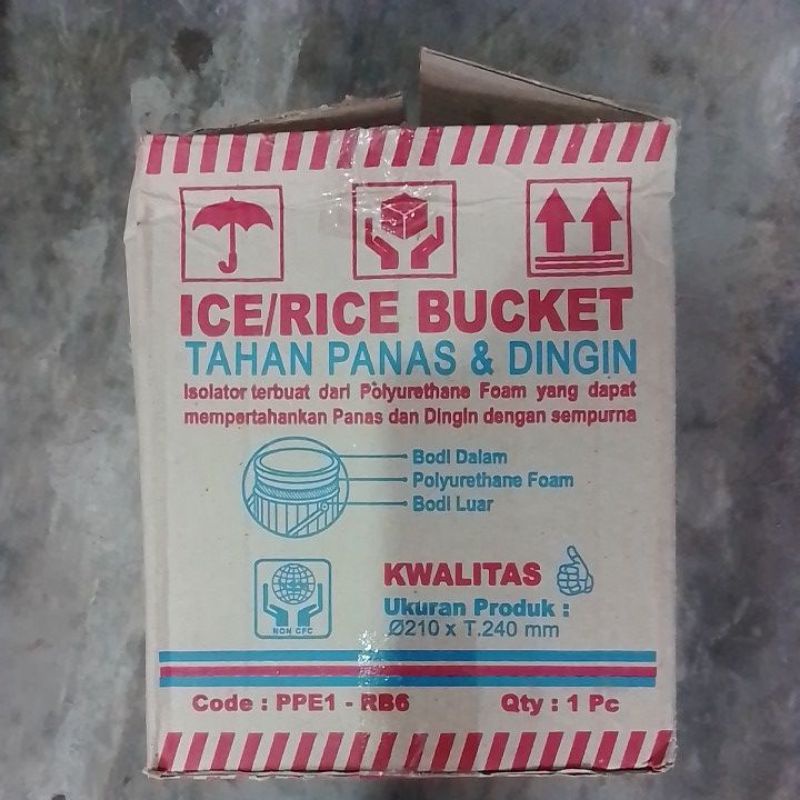 ICE/RICE BUCKET
TAHAN PANAS & DINGIN
Isolator terbuat dari Polyurethane Foam yang dapat
mempertahankan Panas dan Dingin dengan sempurna
Bodi Dalam
Polyurethane Foam
Bodi Luar
NON CFC
KWALITAS
Ukuran Produk :
Ø210 x T.240 mm
Code : PPE1 - RB6 Qty : 1 Pc